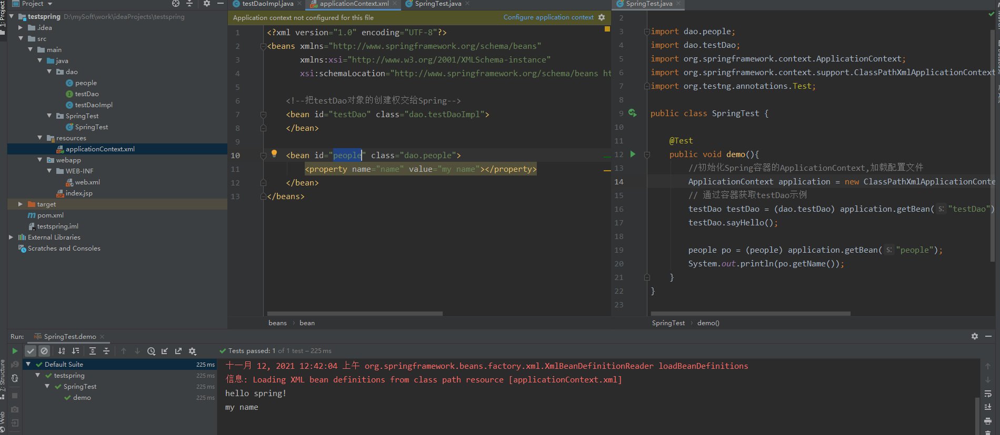 Project
testDaoImpl.java
applicationContext.xml
SpringTest.java
SpringTest.java
1: Project
testspring D:\mySoft\work\ideaProjects\testspring
.idea
src
main
java
dao
people
testDao
testDaoImpl
SpringTest
SpringTest
resources
applicationContext.xml
webapp
WEB-INF
web.xml
index.jsp
target
pom.xml
testspring.iml
External Libraries
Scratches and Consoles
Application context not configured for this file
Configure application context
1 <?xml version="1.0" encoding="UTF-8"?>
2 <beans xmlns="http://www.springframework.org/schema/beans"
3 xmlns:xsi="http://www.w3.org/2001/XMLSchema-instance"
4 xsi:schemaLocation="http://www.springframework.org/schema/beans ht
5
6 <!--把testDao对象的创建权交给Spring-->
7 <bean id="testDao" class="dao.testDaoImpl">
8 </bean>
9
10 <bean id="people" class="dao.people">
11 <property name="name" value="my name"></property>
12 </bean>
13 </beans>
beans
bean
2
3 import dao.people;
4 import dao.testDao;
5 import org.springframework.context.ApplicationContext;
6 import org.springframework.context.support.ClassPathXmlApplicationContext
7 import org.testng.annotations.Test;
8
9 public class SpringTest {
10
11 @Test
12 public void demo(){
13 //初始化Spring容器的ApplicationContext,加载配置文件
14 ApplicationContext application = new ClassPathXmlApplicationConte
15 // 通过容器获取testDao示例
16 testDao testDao = (dao.testDao) application.getBean( s: "testDao")
17 testDao.sayHello();
18
19 people po = (people) application.getBean( s: "people");
20 System.out.println(po.getName());
21 }
22 }
23
SpringTest
demo()
Run:
SpringTest.demo
Tests passed: 1 of 1 test – 225 ms
Default Suite 225 ms
testspring 225 ms
SpringTest 225 ms
demo 225 ms
十一月 12, 2021 12:42:04 上午 org.springframework.beans.factory.xml.XmlBeanDefinitionReader loadBeanDefinitions
信息: Loading XML bean definitions from class path resource [applicationContext.xml]
hello spring!
my name
7: Structure
Web